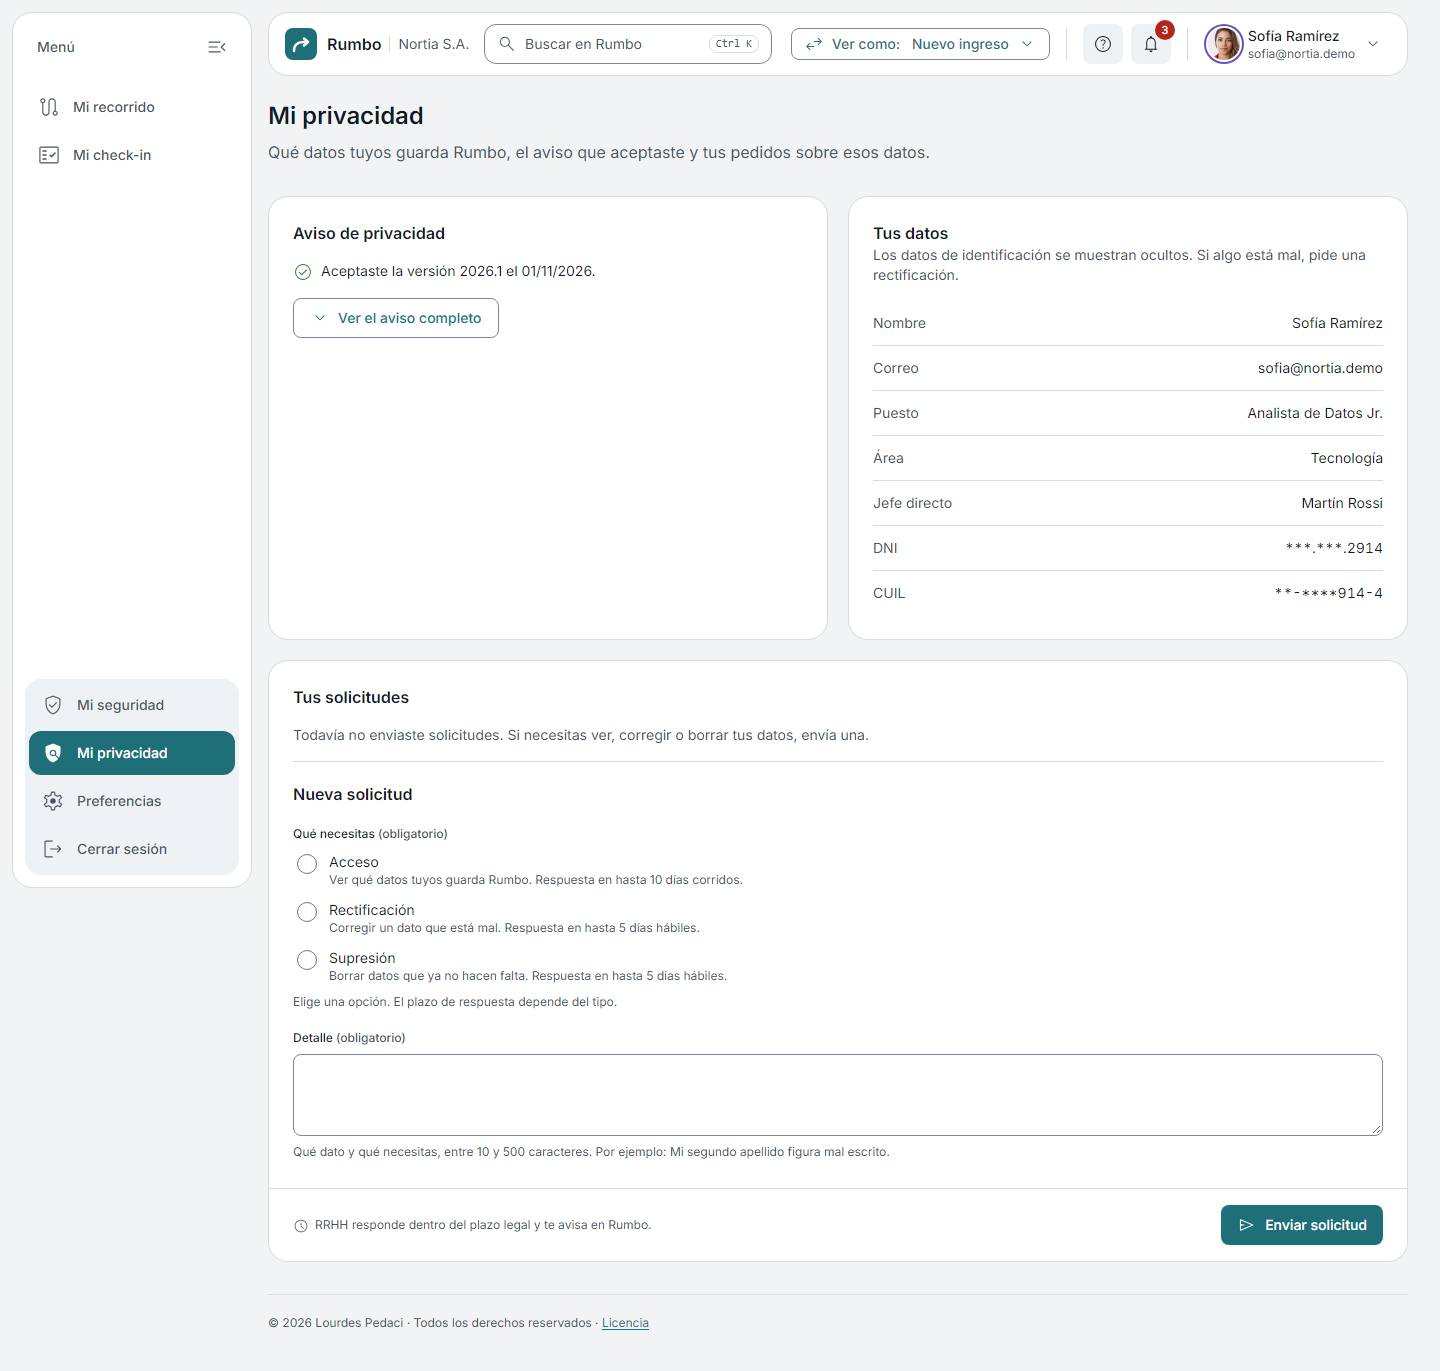 Menú
Mi recorrido
Mi check-in
Mi seguridad
Mi privacidad
Preferencias
Cerrar sesión
Rumbo
Nortia S.A.
Buscar en Rumbo
Ctrl K
Ver como: Nuevo ingreso
3
Sofía Ramírez
sofia@nortia.demo
Mi privacidad
Qué datos tuyos guarda Rumbo, el aviso que aceptaste y tus pedidos sobre esos datos.
Aviso de privacidad
Aceptaste la versión 2026.1 el 01/11/2026.
Ver el aviso completo
Tus datos
Los datos de identificación se muestran ocultos. Si algo está mal, pide una
rectificación.
Nombre Sofía Ramírez
Correo sofia@nortia.demo
Puesto Analista de Datos Jr.
Área Tecnología
Jefe directo Martín Rossi
DNI ***.***.2914
CUIL **-****914-4
Tus solicitudes
Todavía no enviaste solicitudes. Si necesitas ver, corregir o borrar tus datos, envía una.
Nueva solicitud
Qué necesitas (obligatorio)
Acceso
Ver qué datos tuyos guarda Rumbo. Respuesta en hasta 10 días corridos.
Rectificación
Corregir un dato que está mal. Respuesta en hasta 5 días hábiles.
Supresión
Borrar datos que ya no hacen falta. Respuesta en hasta 5 días hábiles.
Elige una opción. El plazo de respuesta depende del tipo.
Detalle (obligatorio)
Qué dato y qué necesitas, entre 10 y 500 caracteres. Por ejemplo: Mi segundo apellido figura mal escrito.
RRHH responde dentro del plazo legal y te avisa en Rumbo.
Enviar solicitud
© 2026 Lourdes Pedaci · Todos los derechos reservados · Licencia